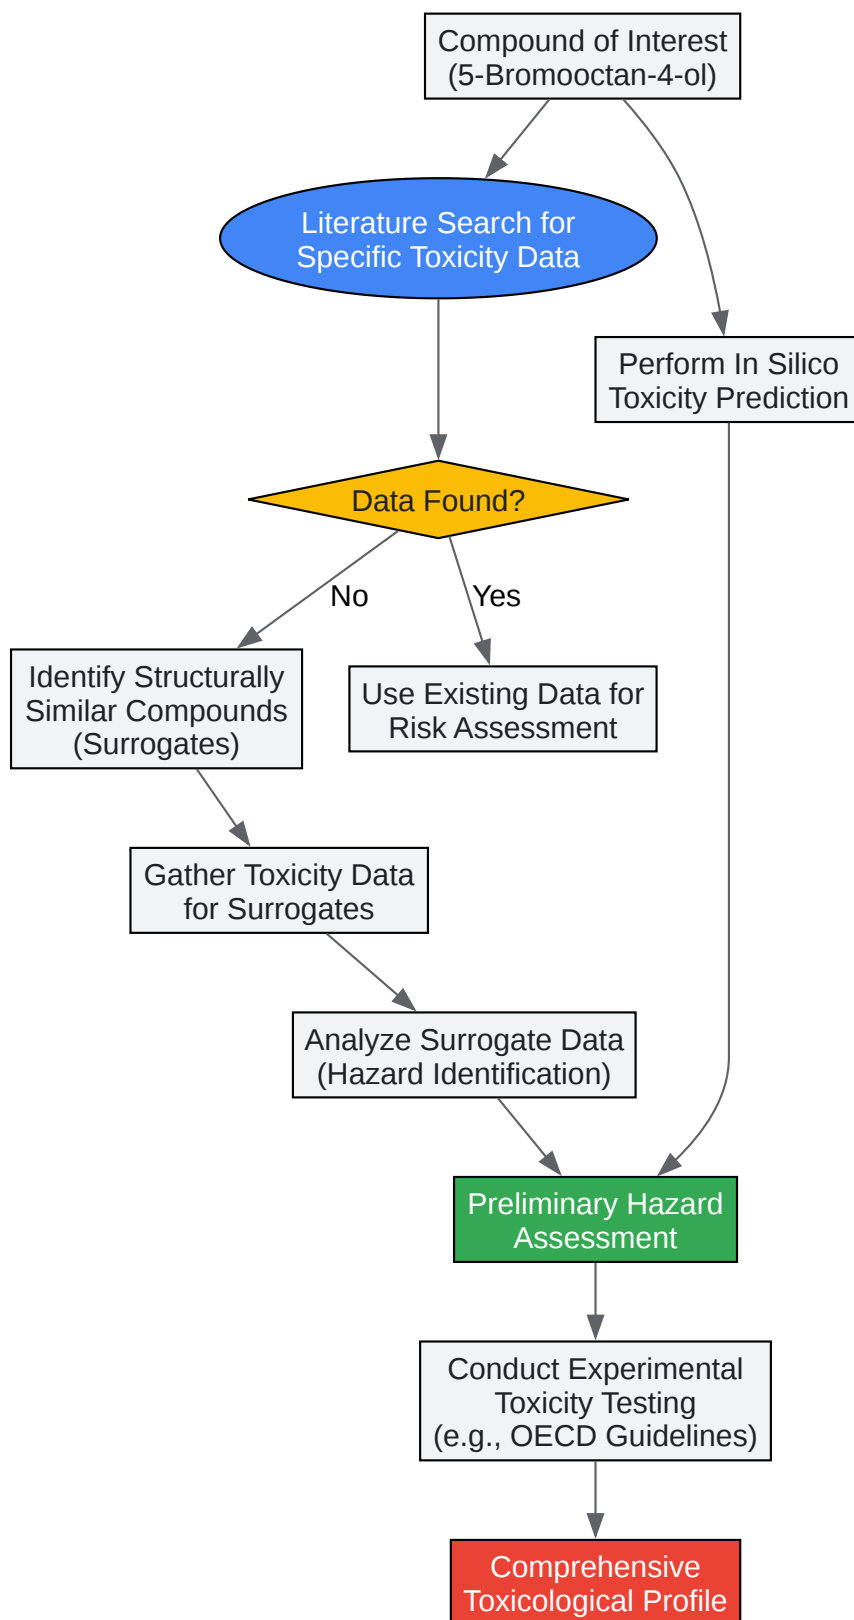 Compound of Interest
(5-Bromooctan-4-ol)
Literature Search for
Specific Toxicity Data
Perform In Silico
Toxicity Prediction
Data Found?
No
Yes
Identify Structurally
Similar Compounds
(Surrogates)
Use Existing Data for
Risk Assessment
Gather Toxicity Data
for Surrogates
Analyze Surrogate Data
(Hazard Identification)
Preliminary Hazard
Assessment
Conduct Experimental
Toxicity Testing
(e.g., OECD Guidelines)
Comprehensive
Toxicological Profile